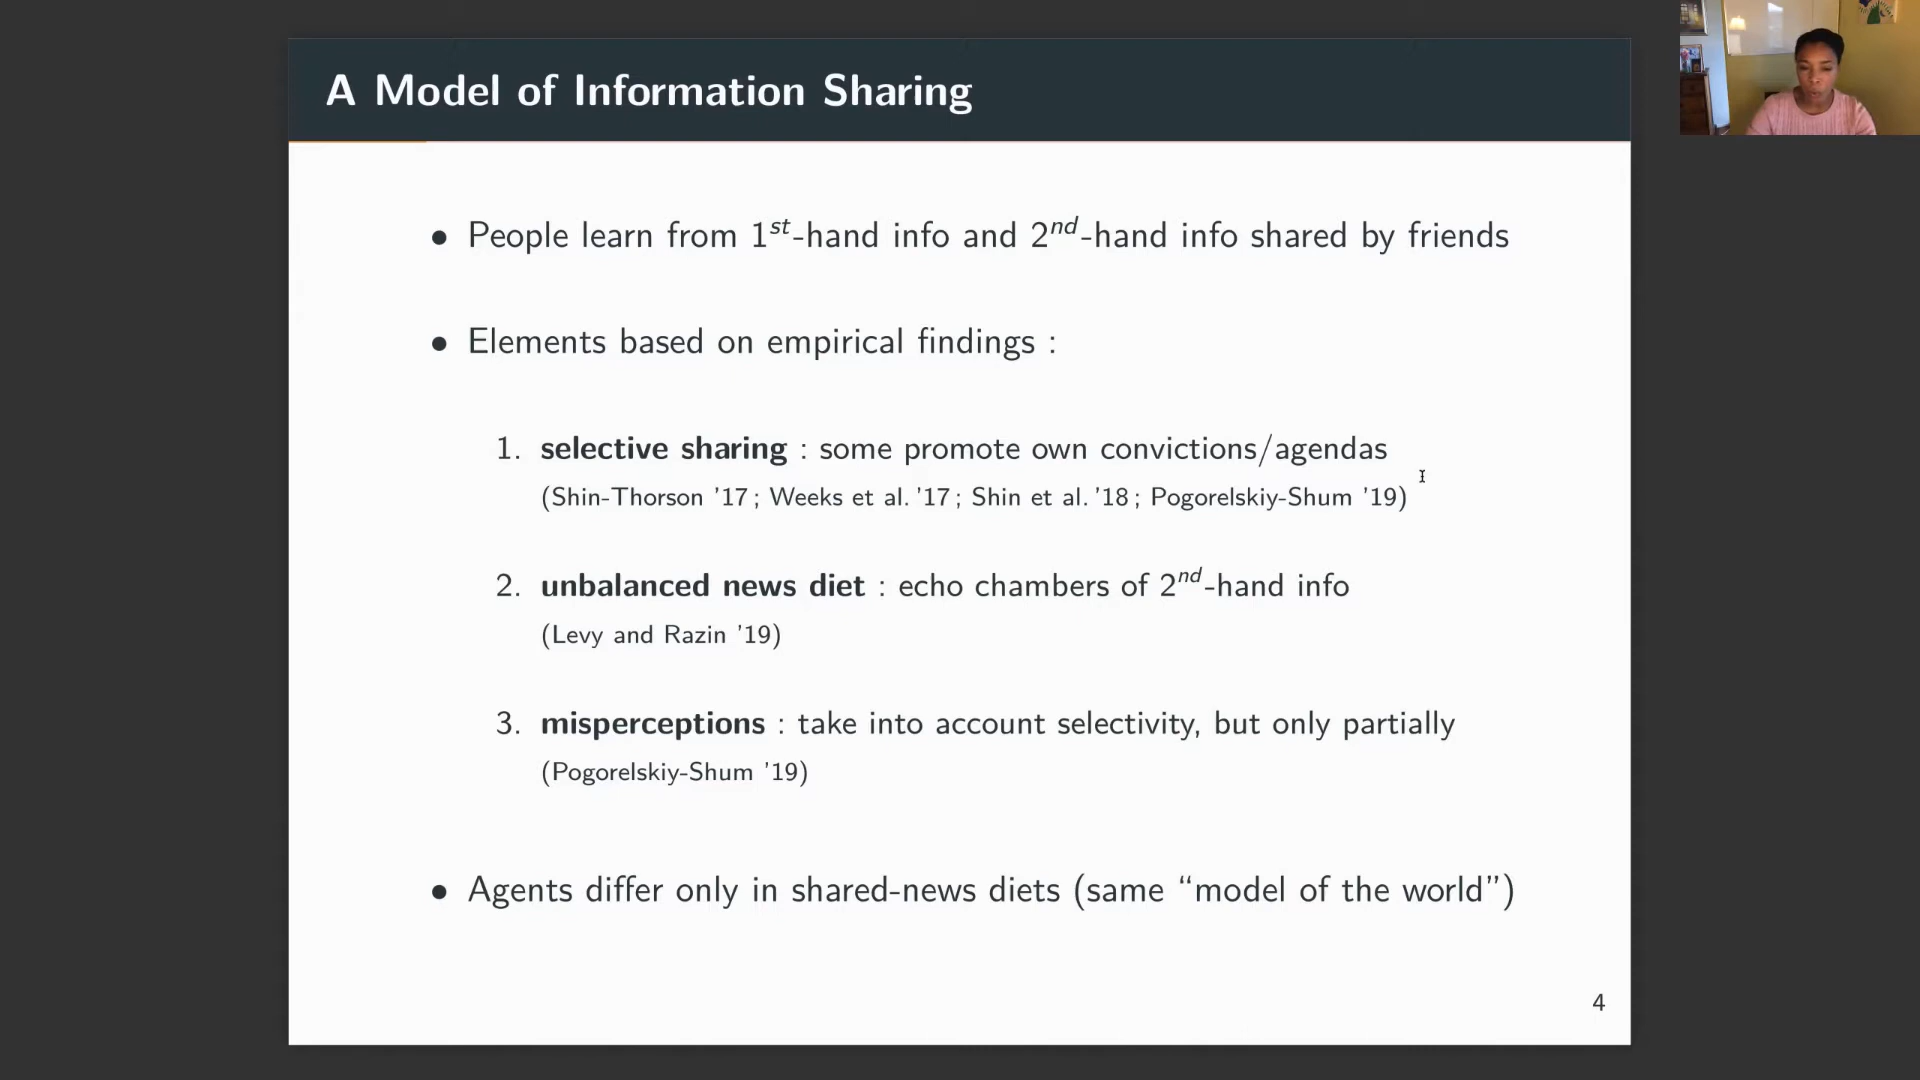 A Model of Information Sharing
• People learn from 1st-hand info and 2nd-hand info shared by friends
• Elements based on empirical findings :
1. selective sharing : some promote own convictions/agendas
(Shin-Thorson '17; Weeks et al. '17; Shin et al. '18; Pogorelskiy-Shum '19)
2. unbalanced news diet : echo chambers of 2nd-hand info
(Levy and Razin '19)
3. misperceptions : take into account selectivity, but only partially
(Pogorelskiy-Shum '19)
• Agents differ only in shared-news diets (same “model of the world”)
4